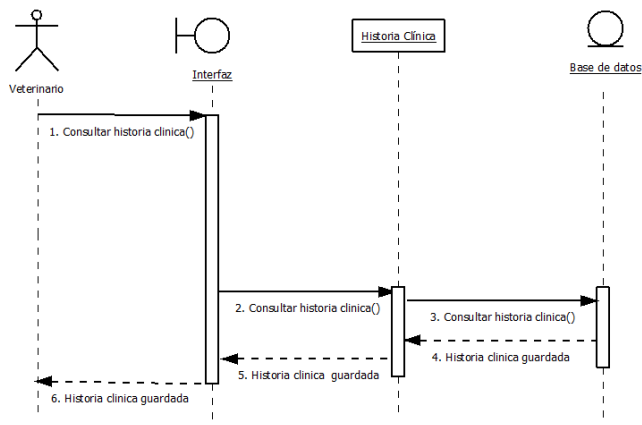 Veterinario
Interfaz
Historia Clínica
Base de datos
1. Consultar historia clinica()
2. Consultar historia clinica()
3. Consultar historia clinica()
4. Historia clinica guardada
5. Historia clinica guardada
6. Historia clinica guardada